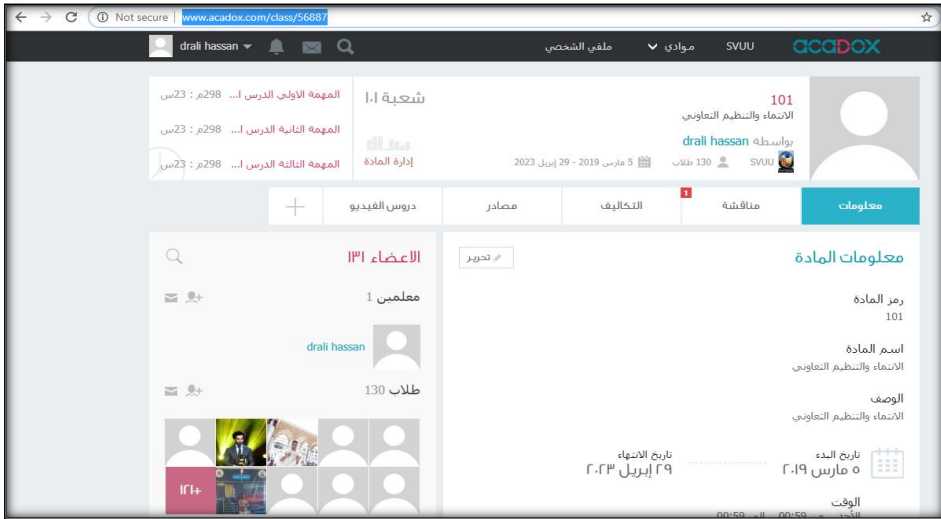 Not secure | www.acadox.com/class/56887
acadox SVUU موادي ملفي الشخصي drali hassan
101
الانتماء والتنظيم التعاوني
بواسطة drali hassan
SVUU 130 طلاب 5 مارس 2019 - 29 إبريل 2023
شعبة ١٠١
إدارة المادة
المهمة الاولي الدرس ا... 298م : 23س
المهمة الثانية الدرس ا... 298م : 23س
المهمة الثالثة الدرس ا... 298م : 23س
معلومات مناقشة 1 التكاليف مصادر دروس الفيديو
معلومات المادة
تحرير
رمز المادة
101
اسم المادة
الانتماء والتنظيم التعاوني
الوصف
الانتماء والتنظيم التعاوني
تاريخ البدء
٥ مارس ٢٠١٩
تاريخ الانتهاء
٢٩ إبريل ٢٠٢٣
الوقت
الاعضاء ١٣١
معلمين 1
drali hassan
طلاب 130
+١٢١